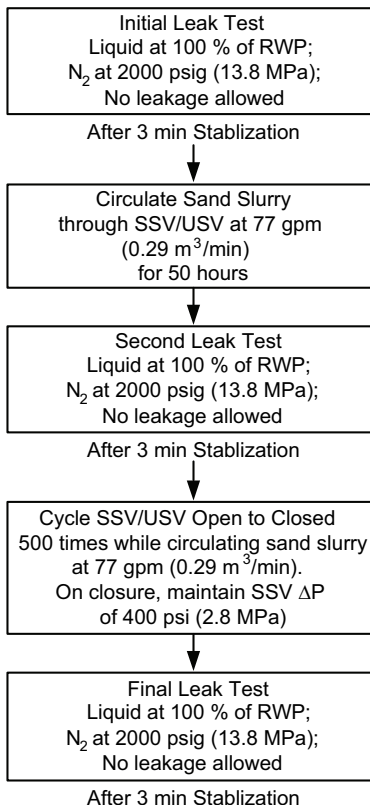 Initial Leak Test
Liquid at 100 % of RWP;
N₂ at 2000 psig (13.8 MPa);
No leakage allowed
After 3 min Stablization
Circulate Sand Slurry
through SSV/USV at 77 gpm
(0.29 m³/min)
for 50 hours
Second Leak Test
Liquid at 100 % of RWP;
N₂ at 2000 psig (13.8 MPa);
No leakage allowed
After 3 min Stablization
Cycle SSV/USV Open to Closed
500 times while circulating sand slurry
at 77 gpm (0.29 m³/min).
On closure, maintain SSV ΔP
of 400 psi (2.8 MPa)
Final Leak Test
Liquid at 100 % of RWP;
N₂ at 2000 psig (13.8 MPa);
No leakage allowed
After 3 min Stablization